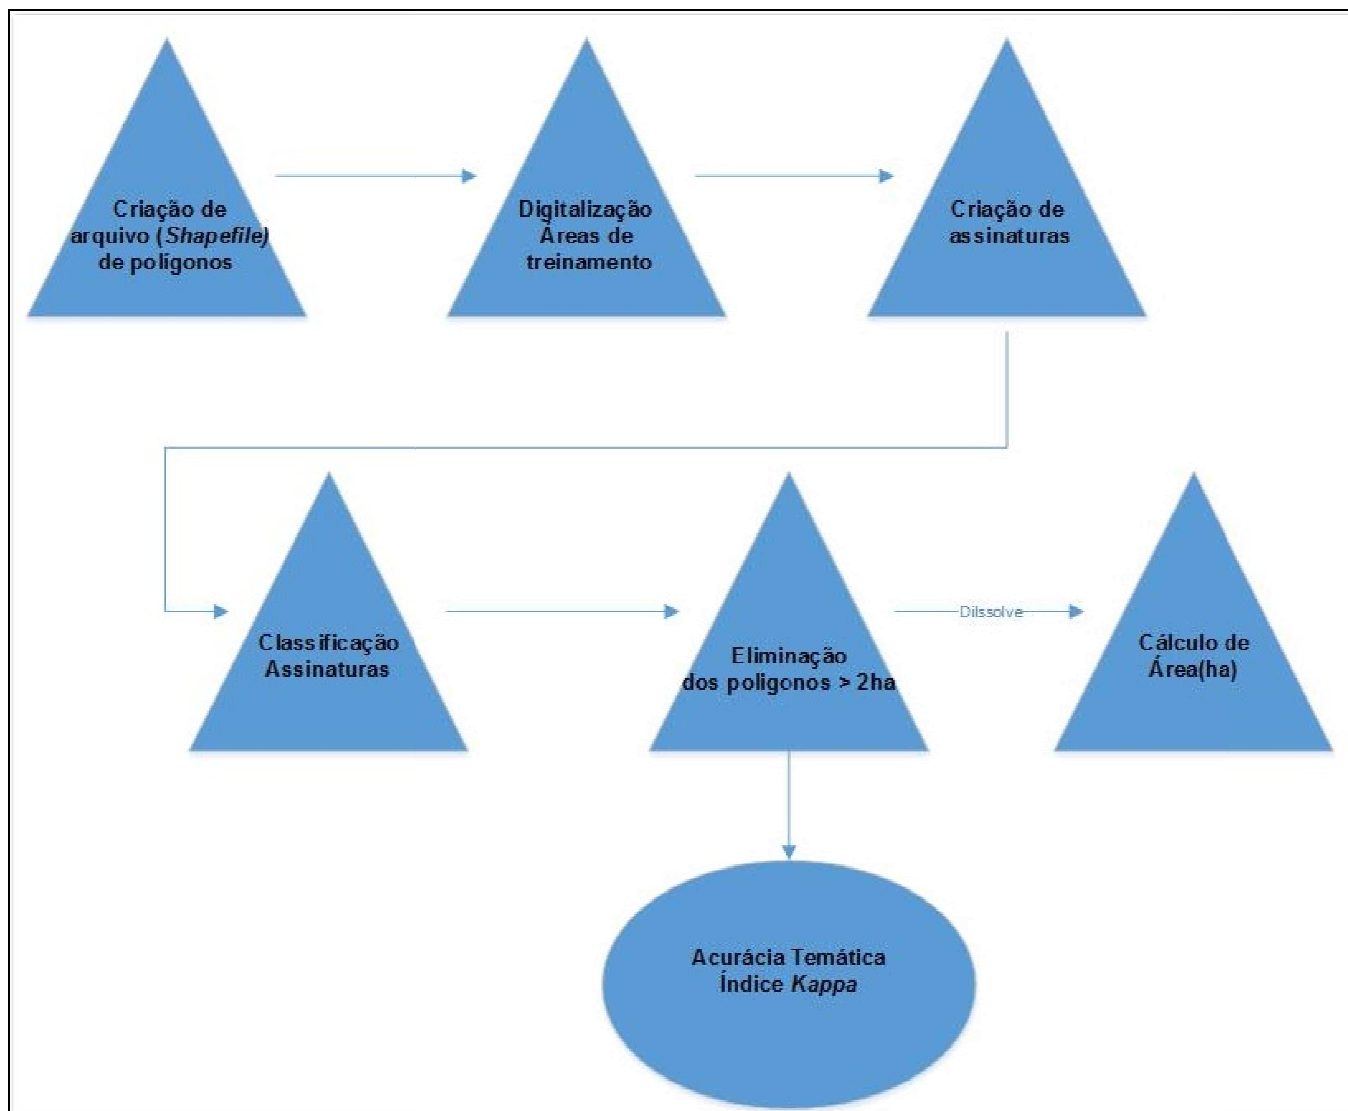 Criação de
arquivo (Shapefile)
de polígonos
Digitalização
Áreas de
treinamento
Criação de
assinaturas
Classificação
Assinaturas
Eliminação
dos poligonos > 2ha
Dilssolve
Cálculo de
Área(ha)
Acurácia Temática
Índice Kappa